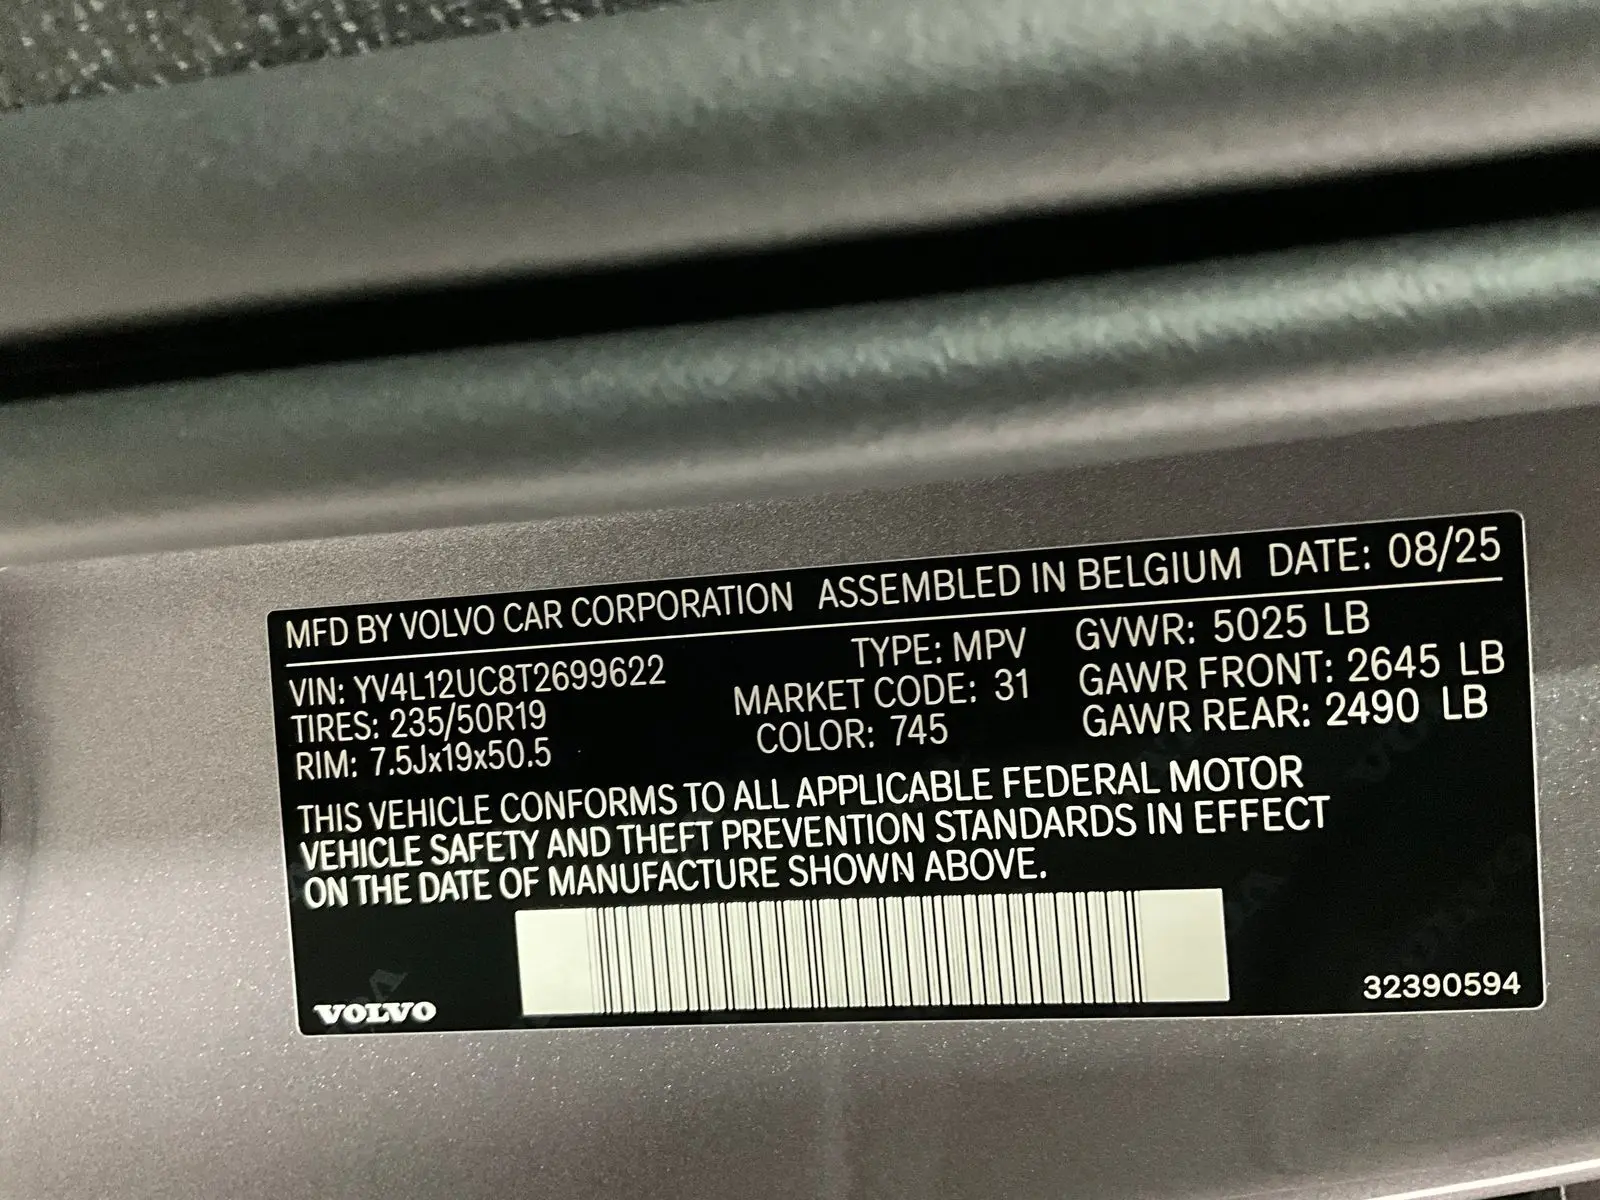 MFD BY VOLVO CAR CORPORATION ASSEMBLED IN BELGIUM DATE: 08/25
VIN: YV4L12UC8T2699622 TYPE: MPV GVWR: 5025 LB
TIRES: 235/50R19 MARKET CODE: 31 GAWR FRONT: 2645 LB
RIM: 7.5Jx19x50.5 COLOR: 745 GAWR REAR: 2490 LB
THIS VEHICLE CONFORMS TO ALL APPLICABLE FEDERAL MOTOR
VEHICLE SAFETY AND THEFT PREVENTION STANDARDS IN EFFECT
ON THE DATE OF MANUFACTURE SHOWN ABOVE.
VOLVO 32390594